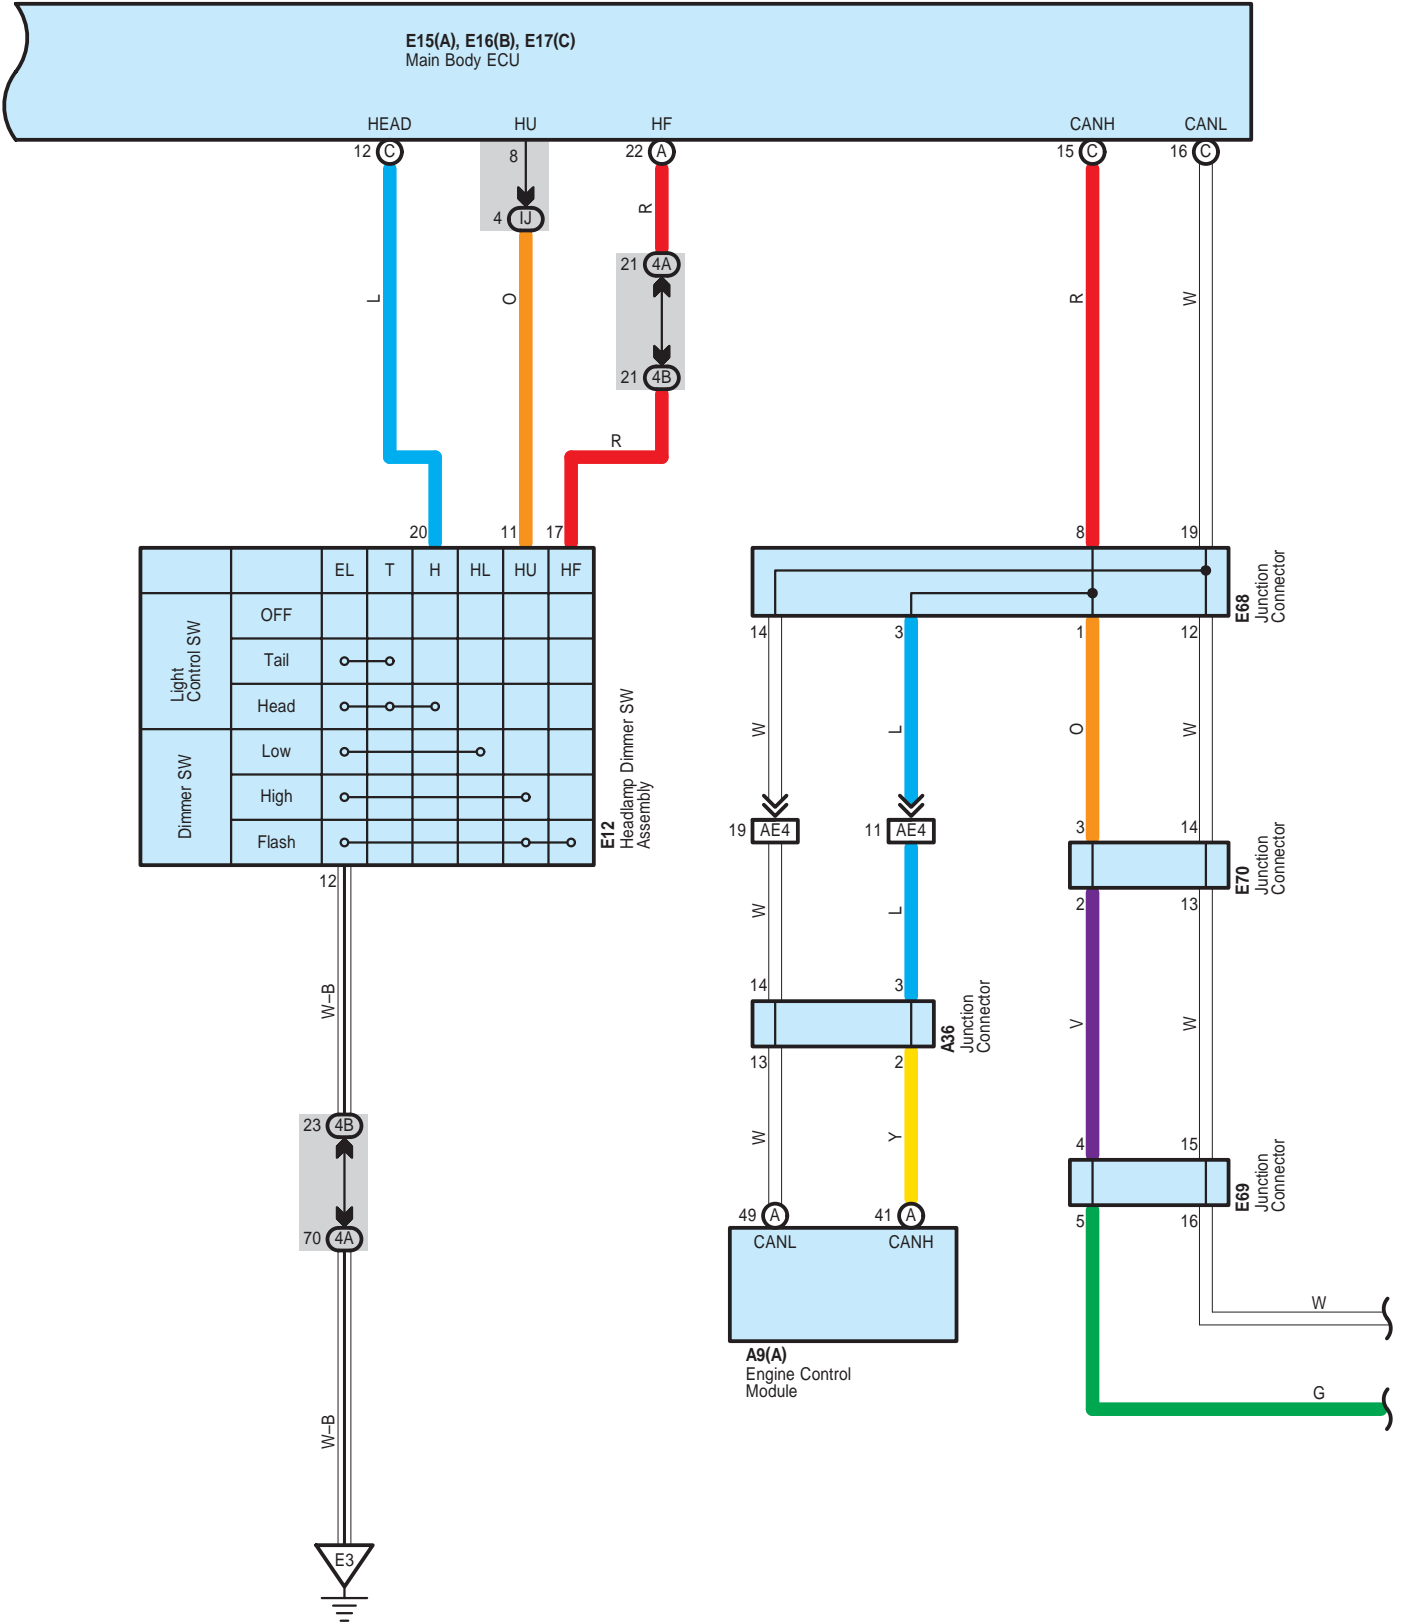 E15(A), E16(B), E17(C)
Main Body ECU
HEAD HU HF CANH CANL
12 C 8 22 A 15 C 16 C
4 IJ
R
21 4A
L O R W
21 4B
R
20 11 17 8 19
EL T H HL HU HF
E68
Junction
Connector
Light
Control SW
OFF
Tail
Head
Dimmer SW
Low
High
Flash
E12
Headlamp Dimmer SW
Assembly
14 3 1 12
W L O W
19 AE4 11 AE4 3 14
E70
Junction
Connector
12
W L 2 13
W–B
14 3
A36
Junction
Connector
V W
13 2
23 4B
W Y 4 15
E69
Junction
Connector
70 4A
49 A 41 A 5 16
CANL CANH
W
A9(A)
Engine Control
Module
G
W–B
E3